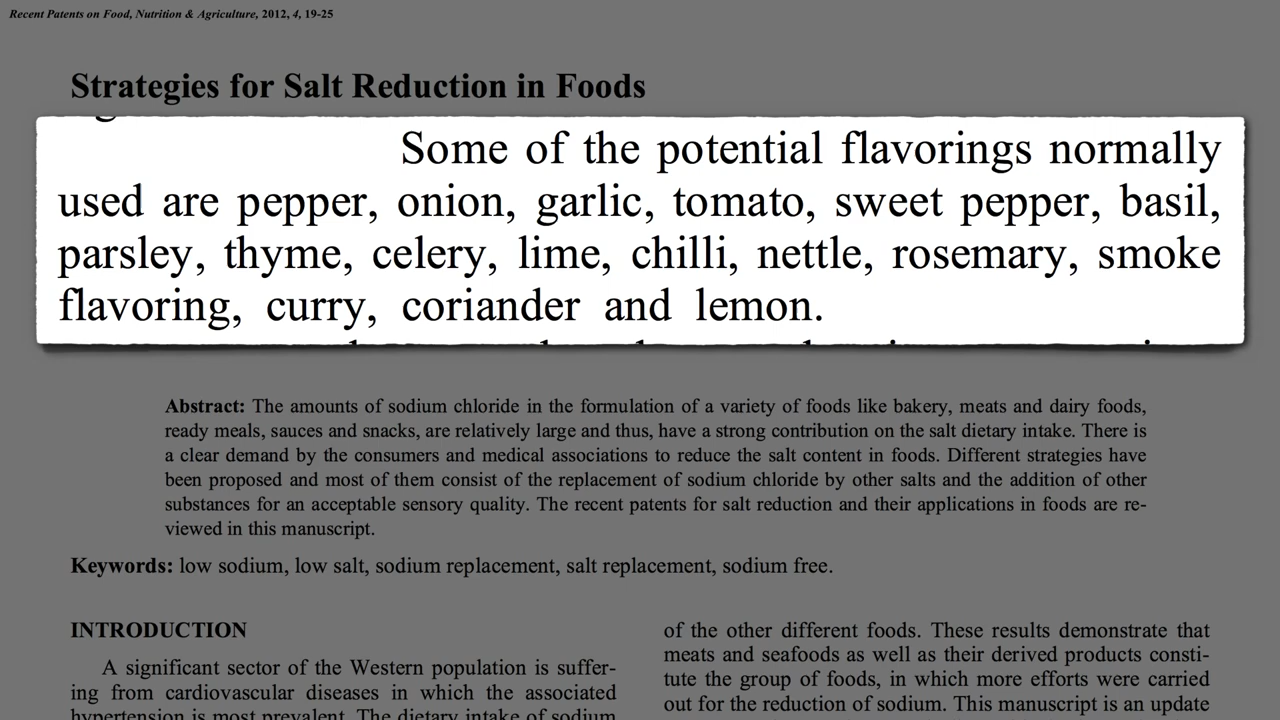 Recent Patents on Food, Nutrition & Agriculture, 2012, 4, 19-25
Strategies for Salt Reduction in Foods
Some of the potential flavorings normally
used are pepper, onion, garlic, tomato, sweet pepper, basil,
parsley, thyme, celery, lime, chilli, nettle, rosemary, smoke
flavoring, curry, coriander and lemon.
Abstract: The amounts of sodium chloride in the formulation of a variety of foods like bakery, meats and dairy foods,
ready meals, sauces and snacks, are relatively large and thus, have a strong contribution on the salt dietary intake. There is
a clear demand by the consumers and medical associations to reduce the salt content in foods. Different strategies have
been proposed and most of them consist of the replacement of sodium chloride by other salts and the addition of other
substances for an acceptable sensory quality. The recent patents for salt reduction and their applications in foods are re-
viewed in this manuscript.
Keywords: low sodium, low salt, sodium replacement, salt replacement, sodium free.
INTRODUCTION
A significant sector of the Western population is suffer-
ing from cardiovascular diseases in which the associated
hypertension is most prevalent. The dietary intake of sodium
of the other different foods. These results demonstrate that
meats and seafoods as well as their derived products consti-
tute the group of foods, in which more efforts were carried
out for the reduction of sodium. This manuscript is an update